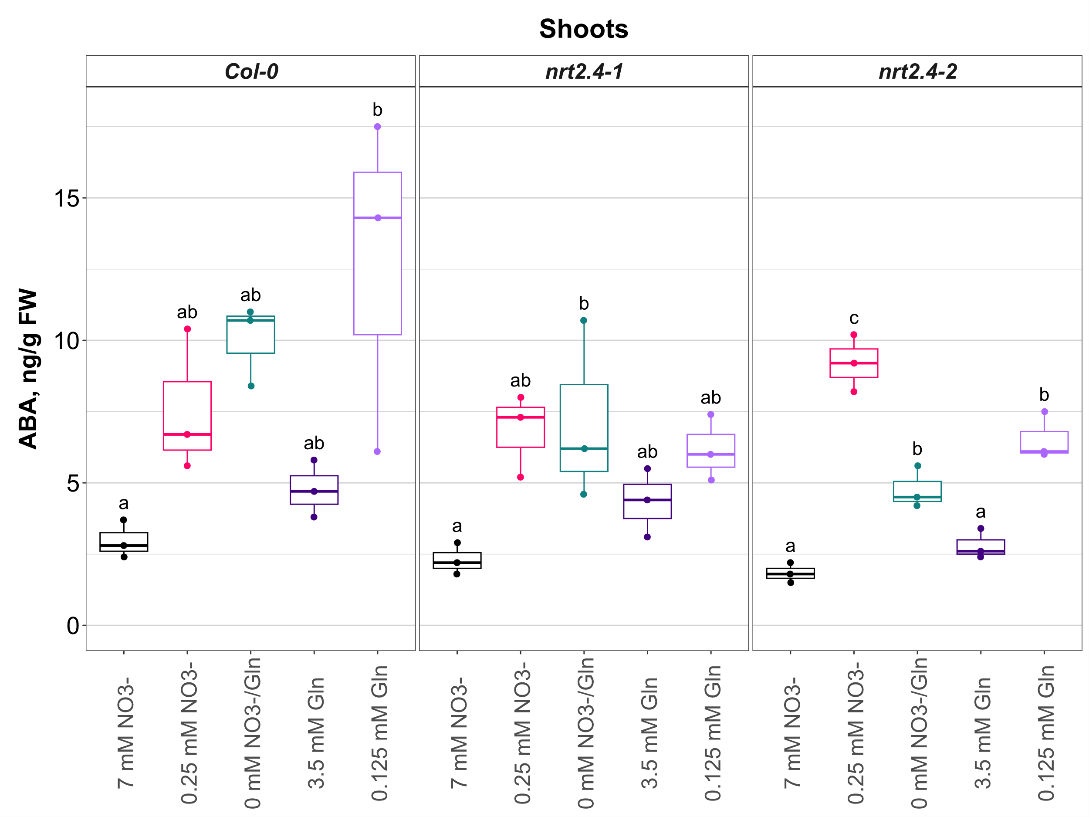 Shoots
Col-0
nrt2.4-1
nrt2.4-2
ABA, ng/g FW
15
10
5
0
a
ab
ab
ab
b
a
ab
b
ab
ab
a
c
b
a
b
7 mM NO3-
0.25 mM NO3-
0 mM NO3-/Gln
3.5 mM Gln
0.125 mM Gln
7 mM NO3-
0.25 mM NO3-
0 mM NO3-/Gln
3.5 mM Gln
0.125 mM Gln
7 mM NO3-
0.25 mM NO3-
0 mM NO3-/Gln
3.5 mM Gln
0.125 mM Gln